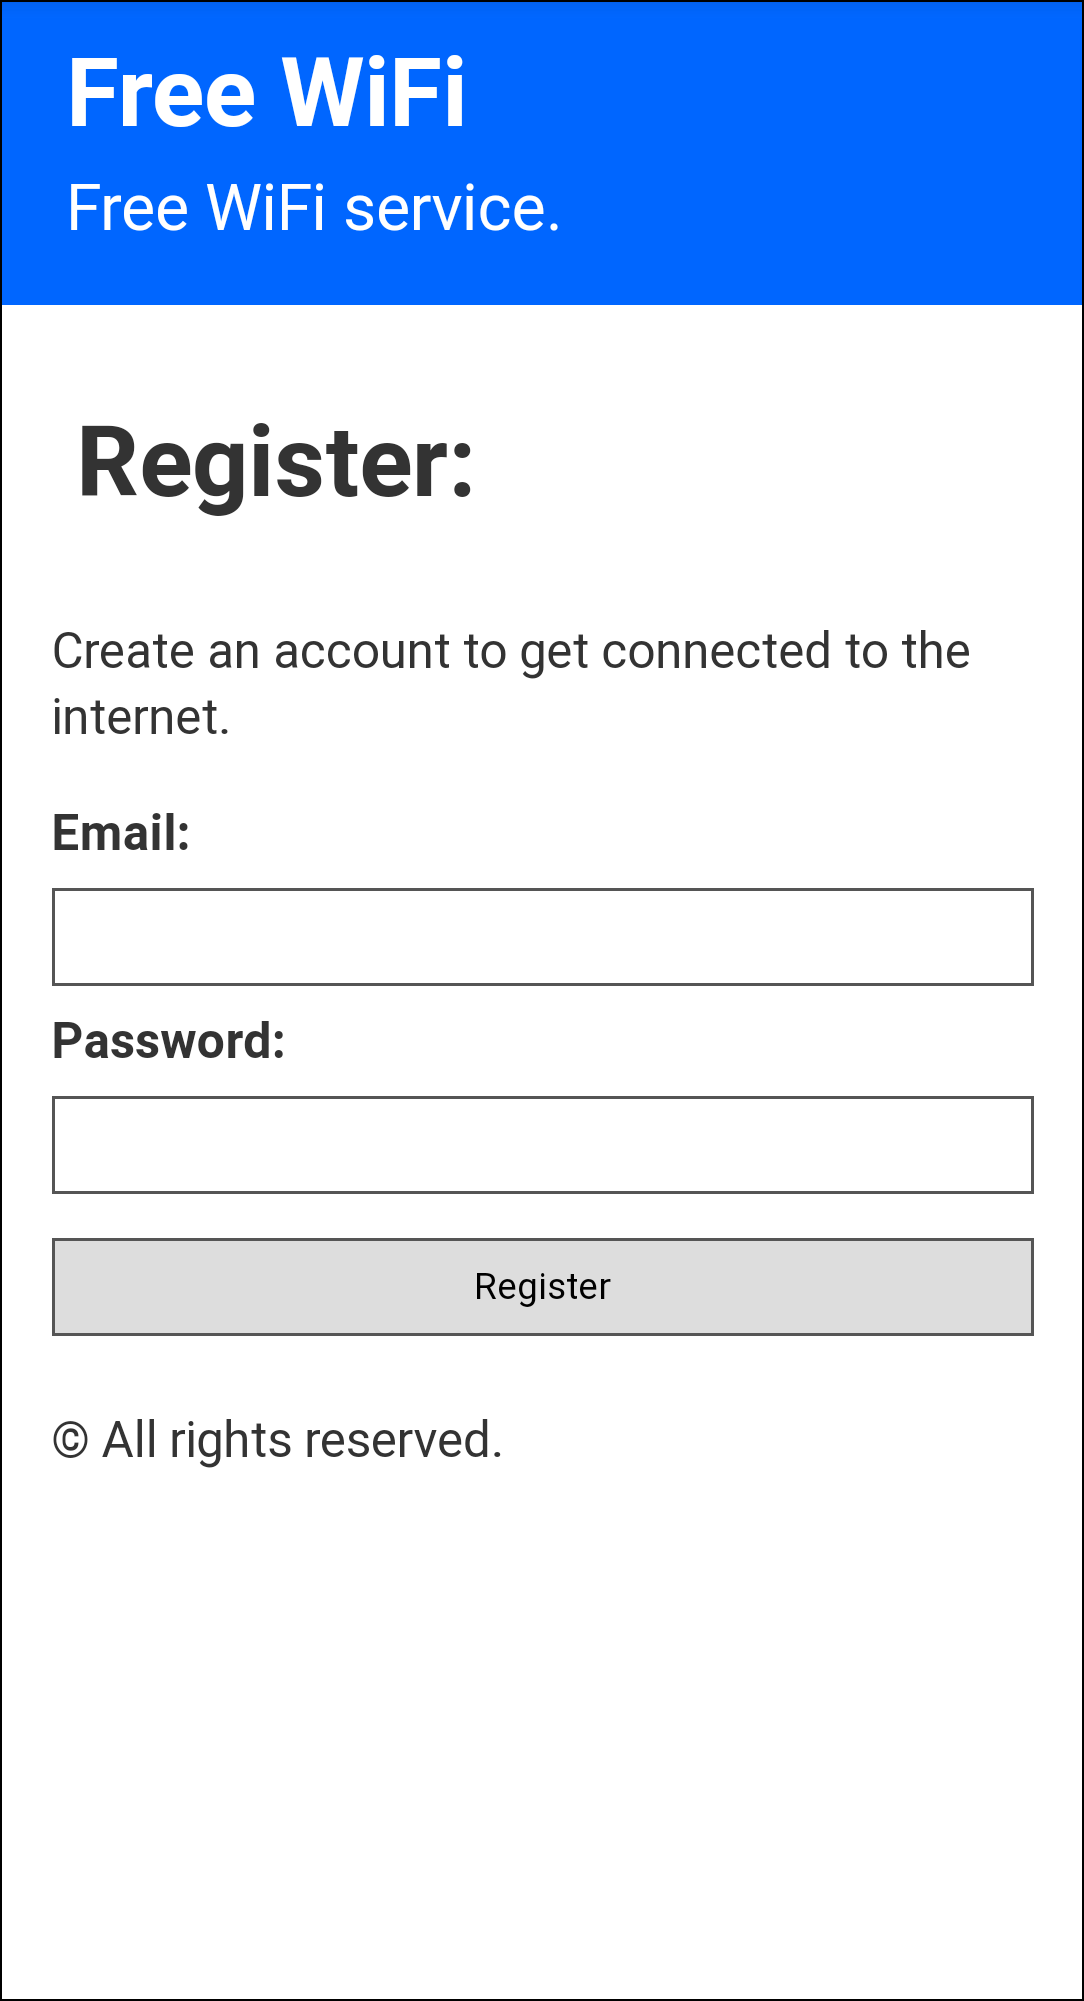 Free WiFi
Free WiFi service.
Register:
Create an account to get connected to the
internet.
Email:
Password:
Register
© All rights reserved.